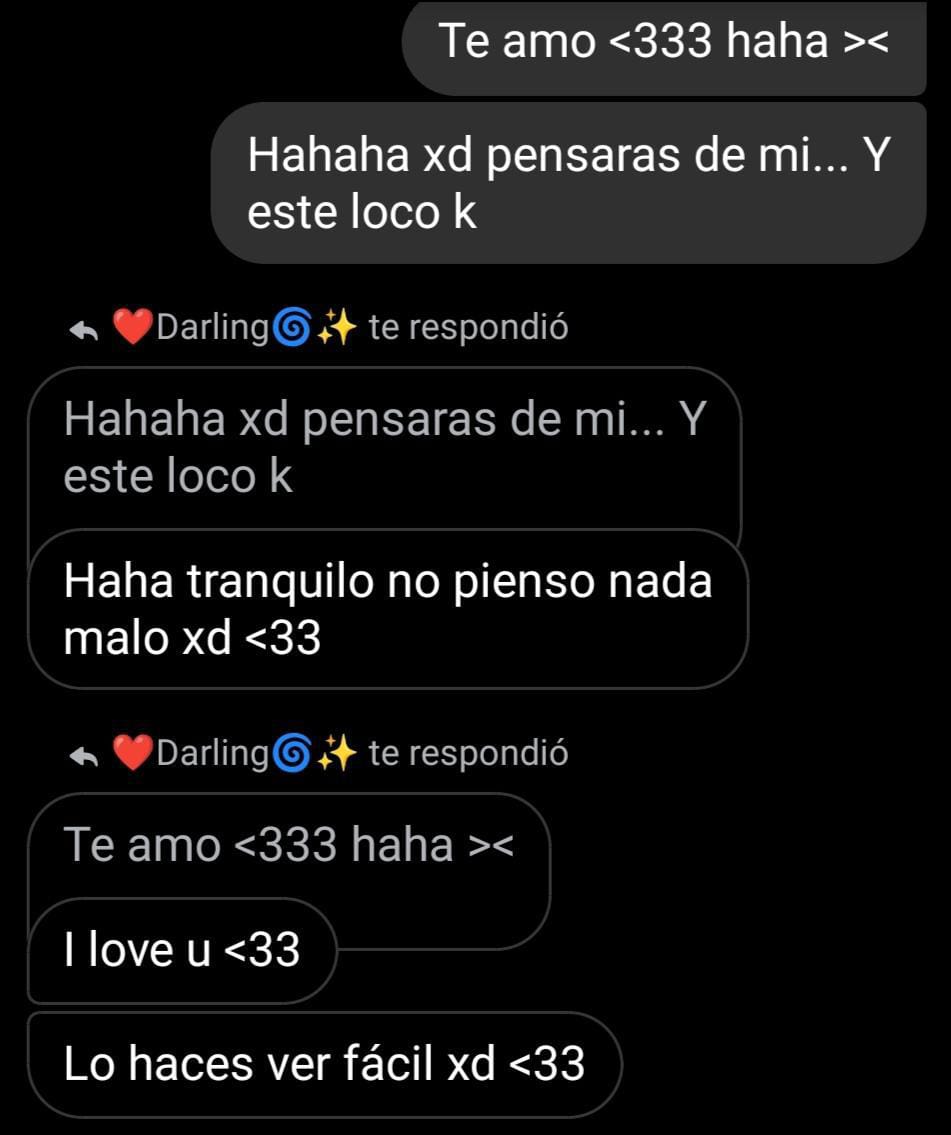 Te amo <333 haha ><
Hahaha xd pensaras de mi... Y
este loco k
❤️Darling🌀✨ te respondió
Hahaha xd pensaras de mi... Y
este loco k
Haha tranquilo no pienso nada
malo xd <33
❤️Darling🌀✨ te respondió
Te amo <333 haha ><
I love u <33
Lo haces ver fácil xd <33